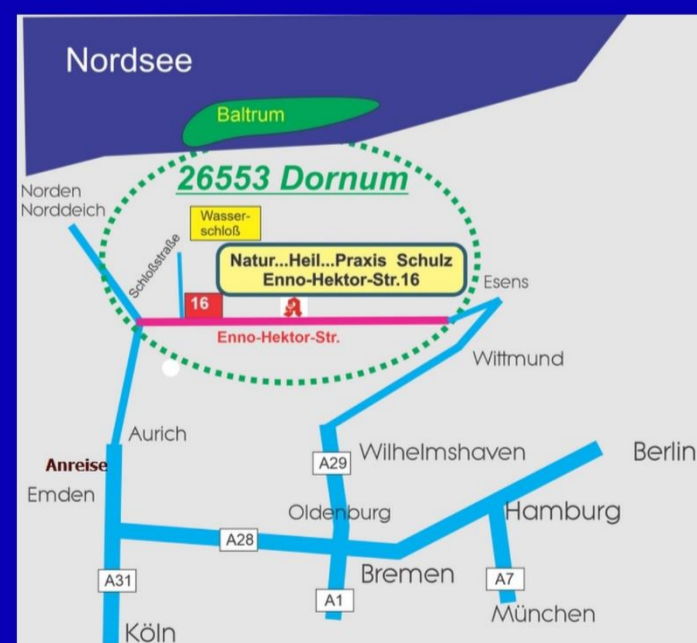 Nordsee
Baltrum
26553 Dornum
Norden
Norddeich
Wasser-
schloß
Schloßstraße
Natur...Heil...Praxis Schulz
Enno-Hektor-Str.16
Esens
16
A
Enno-Hektor-Str.
Wittmund
Aurich
Wilhelmshaven
Berlin
A29
Anreise
Emden
Oldenburg
Hamburg
A28
Bremen
A31
A7
A1
München
Köln